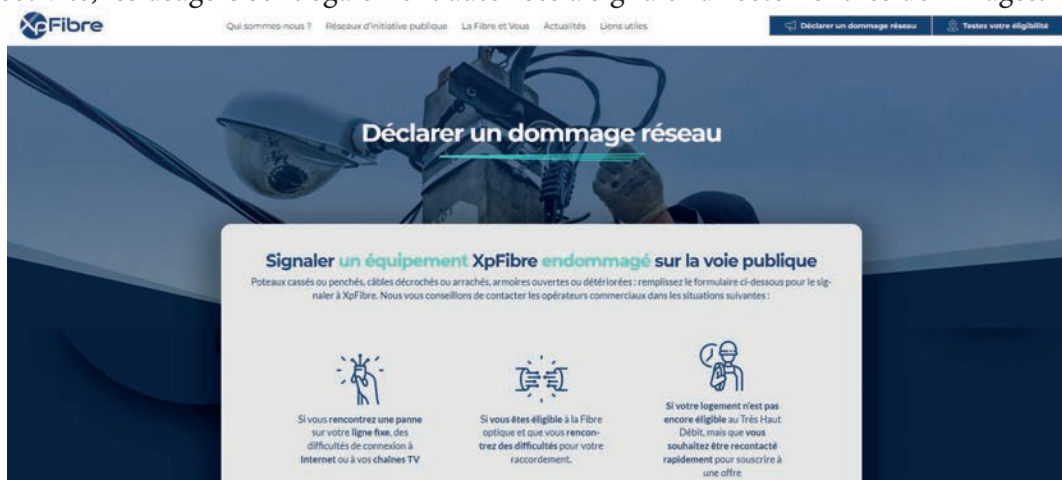 XpFibre
Qui sommes-nous ? Réseaux d'initiative publique La Fibre et Vous Actualités Liens utiles
Déclarer un dommage réseau
Testez votre éligibilité
Déclarer un dommage réseau
Signaler un équipement XpFibre endommagé sur la voie publique
Poteaux cassés ou penchés, câbles décrochés ou arrachés, armoires ouvertes ou détériorées : remplissez le formulaire ci-dessous pour le sig-
naler à XpFibre. Nous vous conseillons de contacter les opérateurs commerciaux dans les situations suivantes :
Si vous rencontrez une panne
sur votre ligne fixe, des
difficultés de connexion à
Internet ou à vos chaînes TV
Si vous êtes éligible à la Fibre
optique et que vous rencon-
trez des difficultés pour votre
raccordement.
Si votre logement n'est pas
encore éligible au Très Haut
Débit, mais que vous
souhaitez être recontacté
rapidement pour souscrire à
une offre